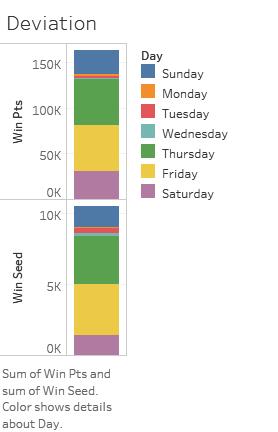 Deviation
Win Pts
150K
100K
50K
0K
Win Seed
10K
5K
0K
Day
Sunday
Monday
Tuesday
Wednesday
Thursday
Friday
Saturday
Sum of Win Pts and
sum of Win Seed.
Color shows details
about Day.